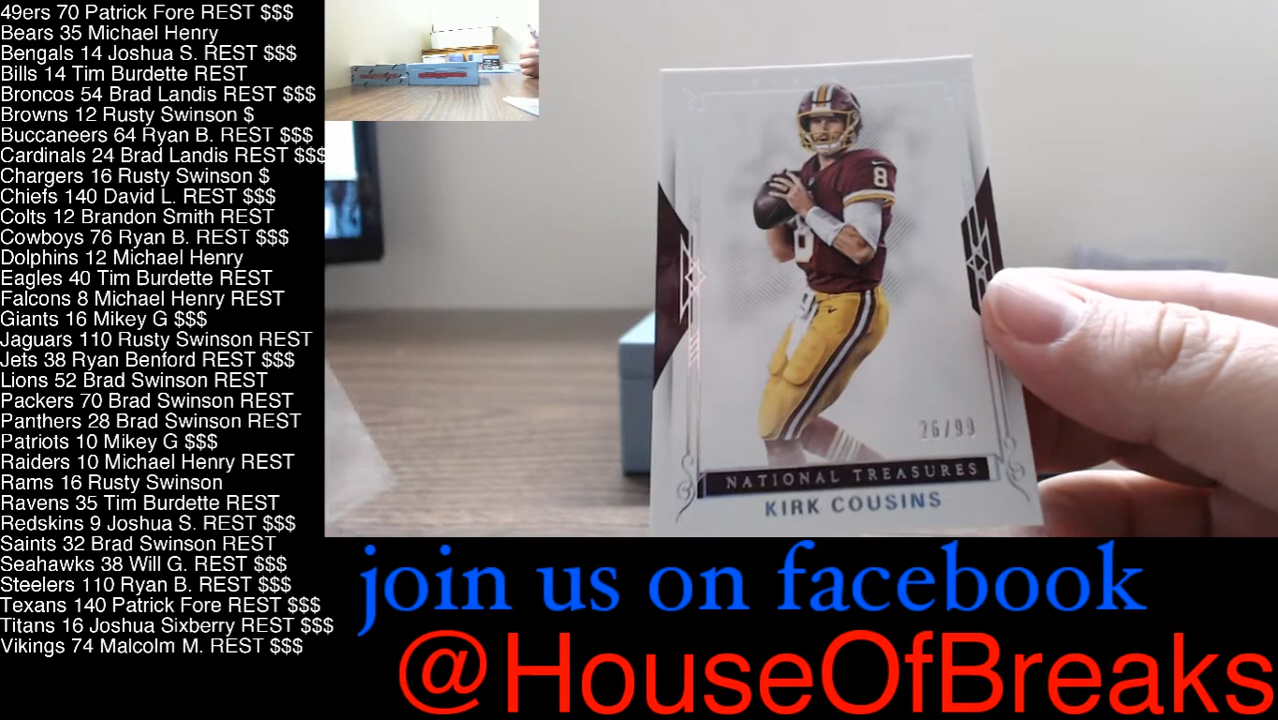 49ers 70 Patrick Fore REST $$$
Bears 35 Michael Henry
Bengals 14 Joshua S. REST $$$
Bills 14 Tim Burdette REST
Broncos 54 Brad Landis REST $$$
Browns 12 Rusty Swinson $
Buccaneers 64 Ryan B. REST $$$
Cardinals 24 Brad Landis REST $$$
Chargers 16 Rusty Swinson $
Chiefs 140 David L. REST $$$
Colts 12 Brandon Smith REST
Cowboys 76 Ryan B. REST $$$
Dolphins 12 Michael Henry
Eagles 40 Tim Burdette REST
Falcons 8 Michael Henry REST
Giants 16 Mikey G $$$
Jaguars 110 Rusty Swinson REST
Jets 38 Ryan Benford REST $$$
Lions 52 Brad Swinson REST
Packers 70 Brad Swinson REST
Panthers 28 Brad Swinson REST
Patriots 10 Mikey G $$$
Raiders 10 Michael Henry REST
Rams 16 Rusty Swinson
Ravens 35 Tim Burdette REST
Redskins 9 Joshua S. REST $$$
Saints 32 Brad Swinson REST
Seahawks 38 Will G. REST $$$
Steelers 110 Ryan B. REST $$$
Texans 140 Patrick Fore REST $$$
Titans 16 Joshua Sixberry REST $$$
Vikings 74 Malcolm M. REST $$$
8
8
26/99
NATIONAL TREASURES
KIRK COUSINS
join us on facebook
@HouseOfBreaks